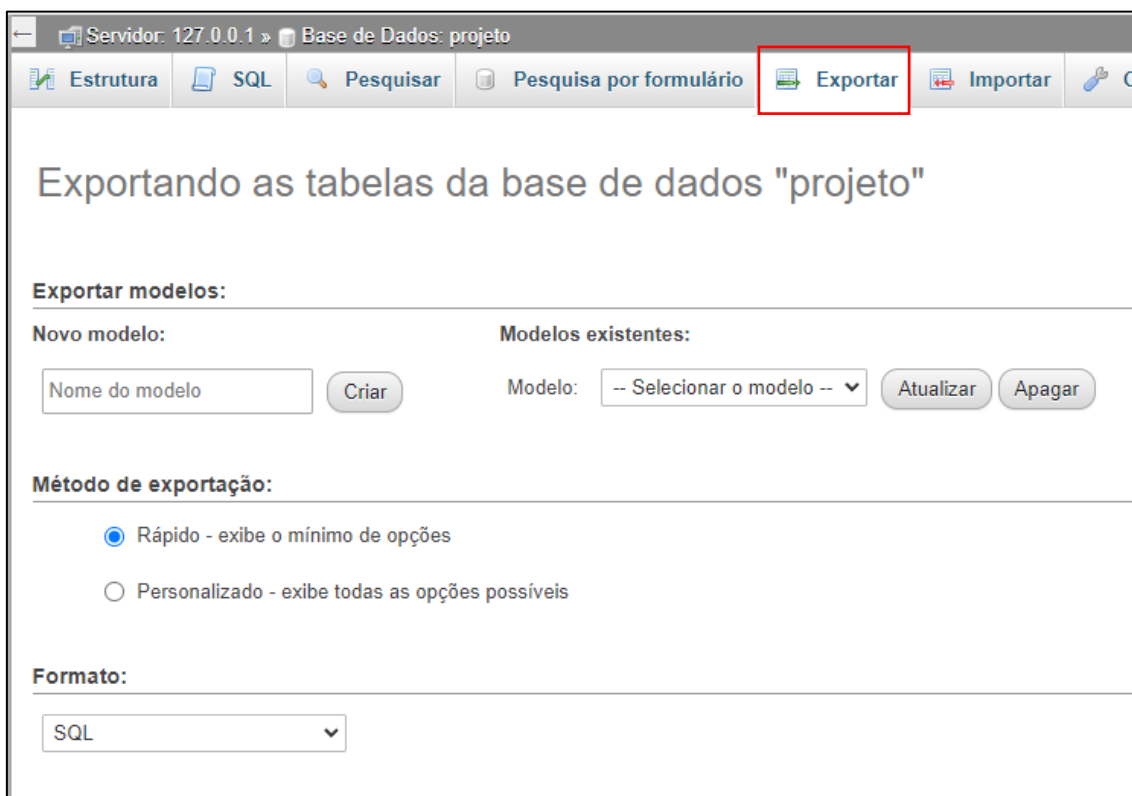 ← Servidor: 127.0.0.1 » Base de Dados: projeto
Estrutura SQL Pesquisar Pesquisa por formulário Exportar Importar
Exportando as tabelas da base de dados "projeto"
Exportar modelos:
Novo modelo: Modelos existentes:
Nome do modelo Criar Modelo: -- Selecionar o modelo -- Atualizar Apagar
Método de exportação:
Rápido - exibe o mínimo de opções
Personalizado - exibe todas as opções possíveis
Formato:
SQL